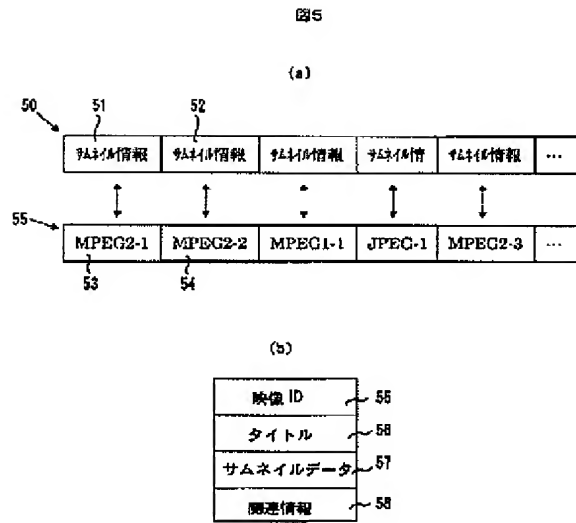 図5
(a)
50 51 52
サムネイル情報 サムネイル情報 サムネイル情報 サムネイル情 サムネイル情報 …
55
MPEG2-1 MPEG2-2 MPEG1-1 JPEG-1 MPEG2-3 …
53 54
(b)
映像 ID 55
タイトル 56
サムネイルデータ 57
関連情報 58